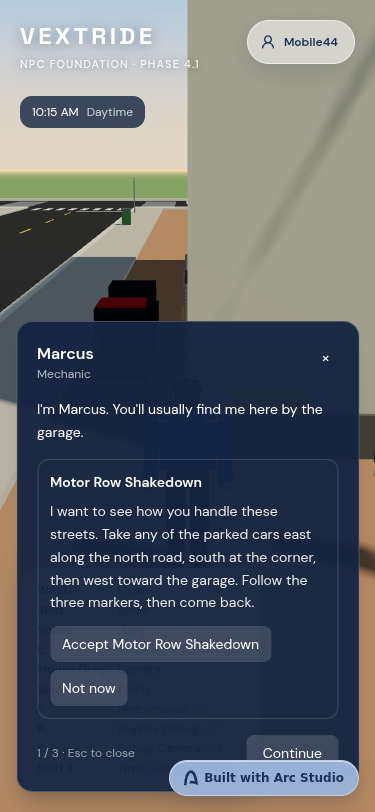 VEXTRIDE
Mobile44
NPC FOUNDATION · PHASE 4.1
10:15 AM Daytime
Marcus
×
Mechanic
I'm Marcus. You'll usually find me here by the
garage.
Motor Row Shakedown
I want to see how you handle these
streets. Take any of the parked cars east
along the north road, south at the corner,
then west toward the garage. Follow the
three markers, then come back.
Accept Motor Row Shakedown
Not now
1 / 3 · Esc to close
Continue
Built with Arc Studio